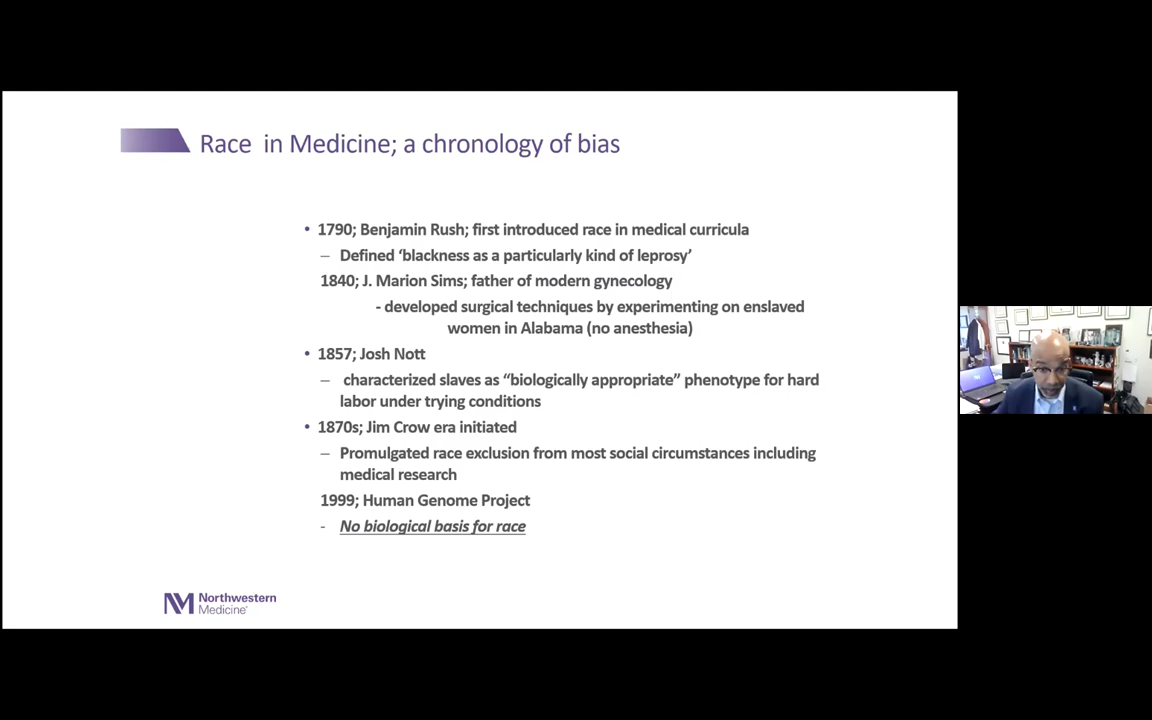 Race in Medicine; a chronology of bias
• 1790; Benjamin Rush; first introduced race in medical curricula
– Defined ‘blackness as a particularly kind of leprosy’
1840; J. Marion Sims; father of modern gynecology
- developed surgical techniques by experimenting on enslaved
women in Alabama (no anesthesia)
• 1857; Josh Nott
– characterized slaves as “biologically appropriate” phenotype for hard
labor under trying conditions
• 1870s; Jim Crow era initiated
– Promulgated race exclusion from most social circumstances including
medical research
1999; Human Genome Project
- No biological basis for race
NM Northwestern
Medicine®